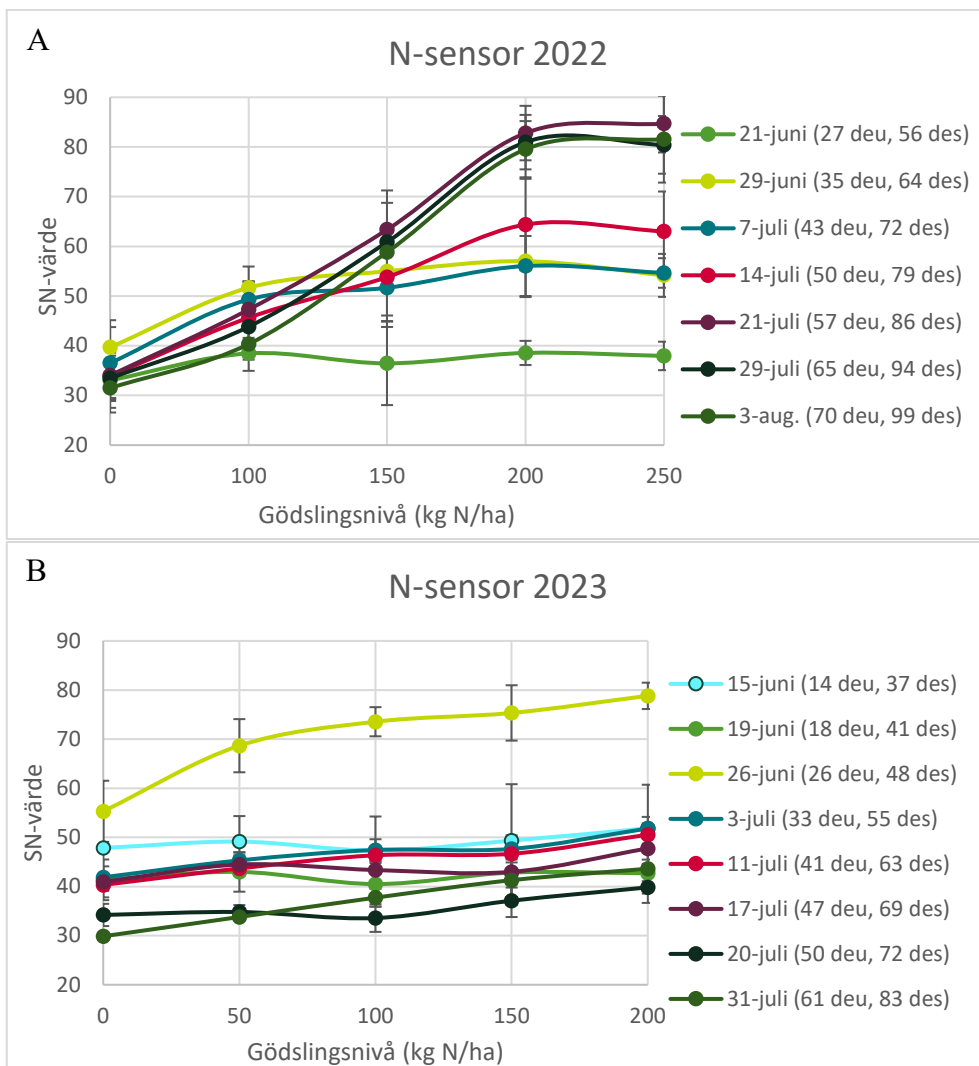 A
N-sensor 2022
90
80
70
60
50
40
30
20
SN-värde
0 100 150 200 250
Gödslingsnivå (kg N/ha)
21-juni (27 deu, 56 des)
29-juni (35 deu, 64 des)
7-juli (43 deu, 72 des)
14-juli (50 deu, 79 des)
21-juli (57 deu, 86 des)
29-juli (65 deu, 94 des)
3-aug. (70 deu, 99 des)
B
N-sensor 2023
90
80
70
60
50
40
30
20
SN-värde
0 50 100 150 200
Gödslingsnivå (kg N/ha)
15-juni (14 deu, 37 des)
19-juni (18 deu, 41 des)
26-juni (26 deu, 48 des)
3-juli (33 deu, 55 des)
11-juli (41 deu, 63 des)
17-juli (47 deu, 69 des)
20-juli (50 deu, 72 des)
31-juli (61 deu, 83 des)